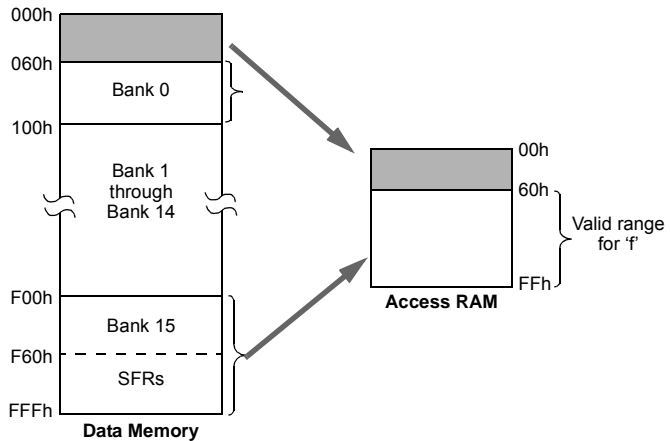 000h
060h
Bank 0
100h
Bank 1
through
Bank 14
F00h
Bank 15
F60h
SFRs
FFFh
Data Memory
00h
60h
Valid range
for ‘f’
FFh
Access RAM